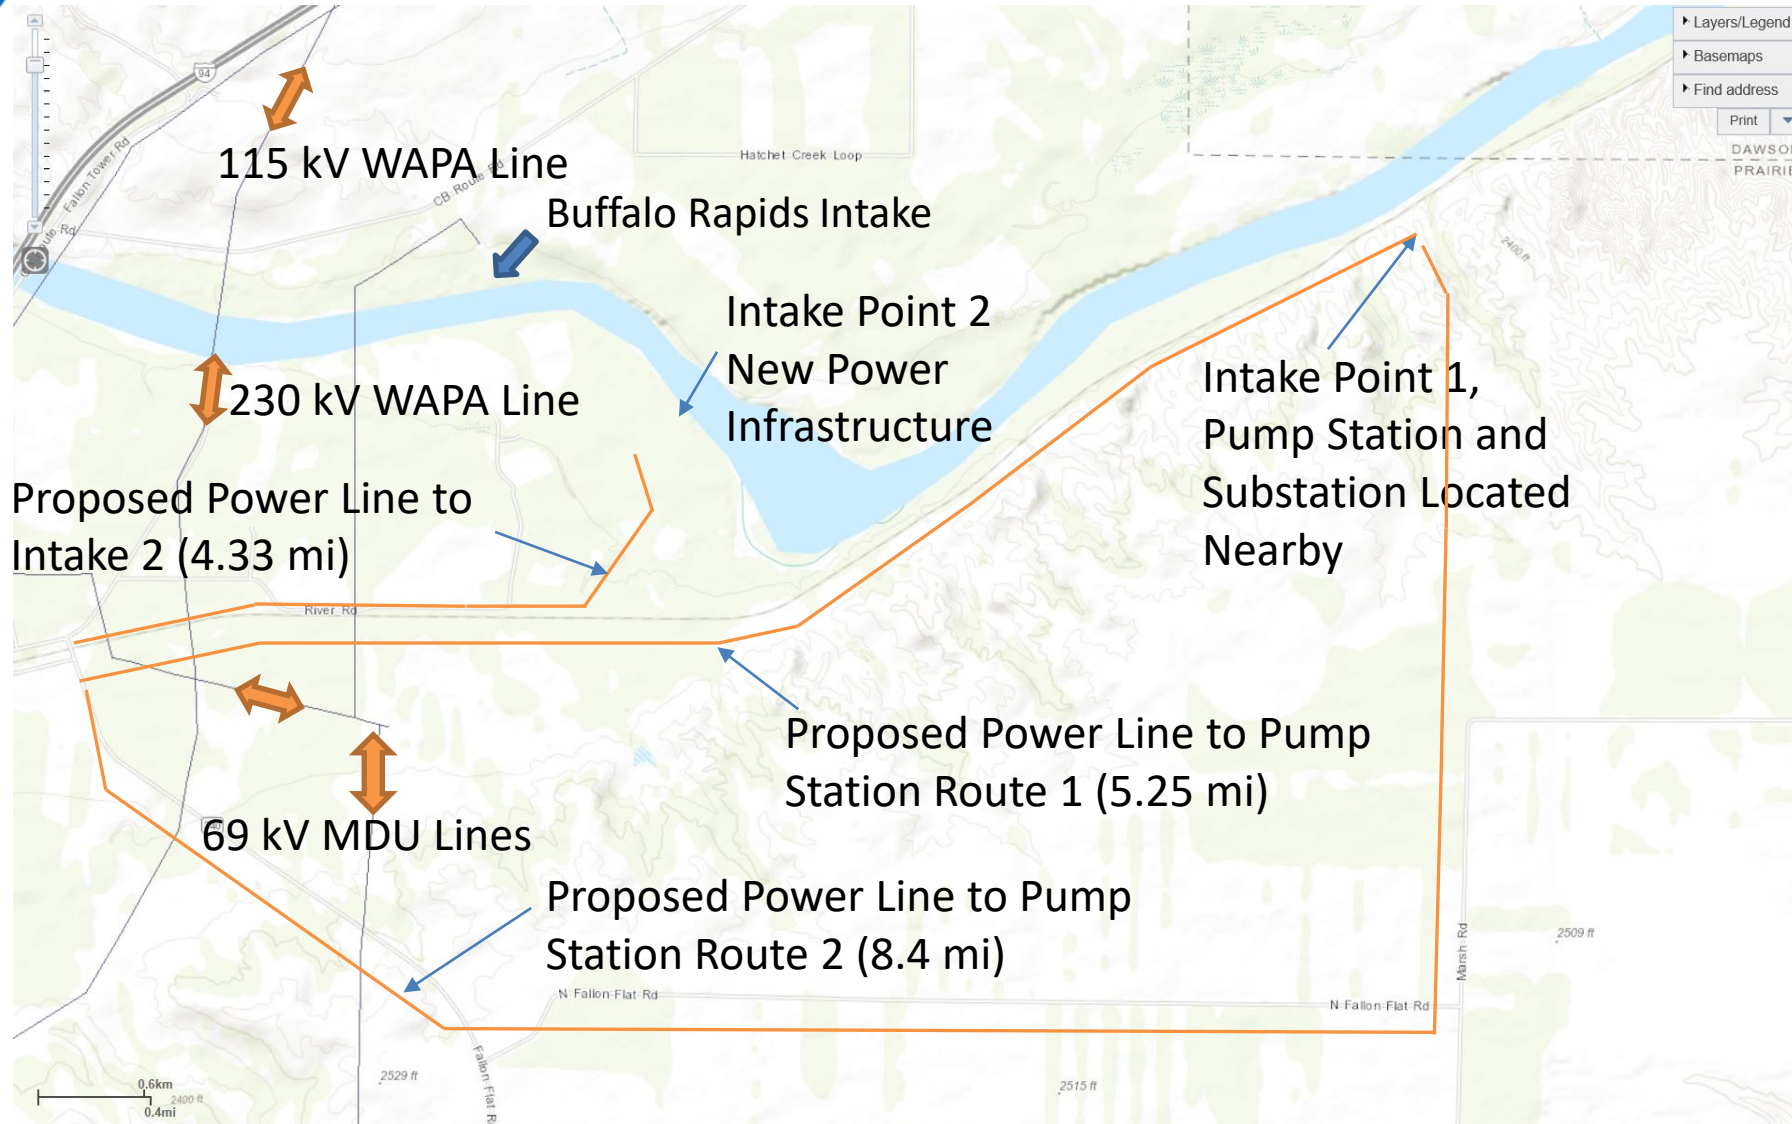 Layers/Legend
Basemaps
Find address
Print
94
Fallon Tower Rd
115 kV WAPA Line
CB Route Rd
Hatchet Creek Loop
PRAIRIE
Buffalo Rapids Intake
2400 ft
Intake Point 2
New Power
Infrastructure
Intake Point 1,
Pump Station and
Substation Located
Nearby
230 kV WAPA Line
Proposed Power Line to
Intake 2 (4.33 mi)
River Rd
Proposed Power Line to Pump
Station Route 1 (5.25 mi)
69 kV MDU Lines
Proposed Power Line to Pump
Station Route 2 (8.4 mi)
N Fallon Flat Rd
N Fallon Flat Rd
Marsh Rd
2509 ft
Fallon Flat R
2529 ft
2515 ft
0.6km
2400 ft
0.4mi